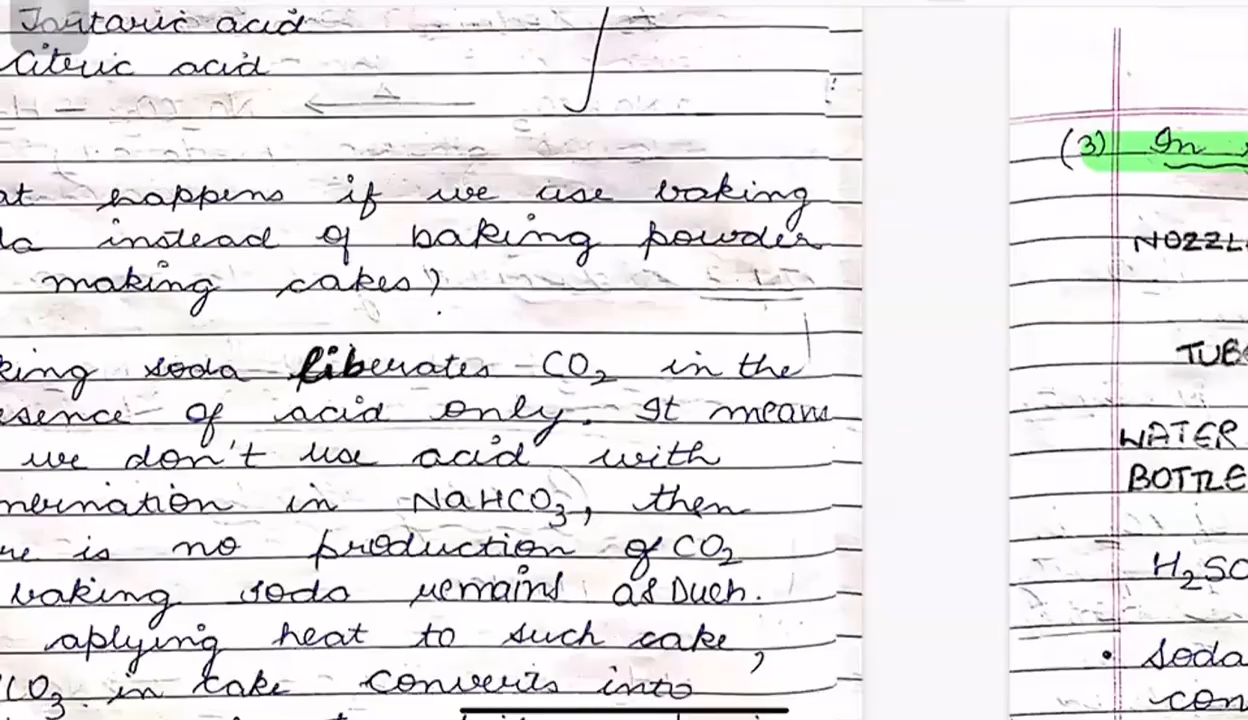 Tartaric acid
Citric acid
at happens if we use baking
da instead of baking powder
making cakes?
king soda liberates CO2 in the
esence of acid only. It means
we don't use acid with
mbernation in NaHCO3, then
re is no production of CO2
baking soda remains as such.
aplying heat to such cake,
CO3 in cake converts into
(3) In
NOZZL
TUB
WATER
BOTTLE
H2SO
• Soda
con